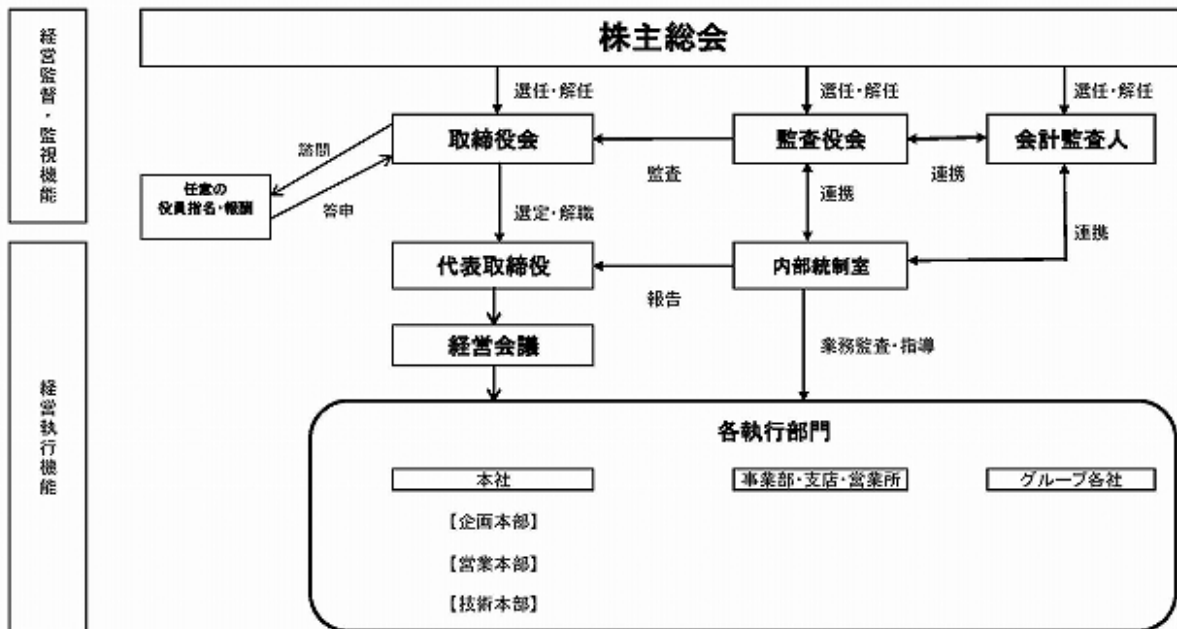 経営監督・監視機能
株主総会
選任・解任
選任・解任
選任・解任
取締役会
監査役会
会計監査人
諮問
答申
監査
連携
連携
任意の
役員指名・報酬
選定・解職
連携
代表取締役
内部統制室
報告
経営会議
業務監査・指導
経営執行機能
各執行部門
本社
事業部・支店・営業所
グループ各社
【企画本部】
【営業本部】
【技術本部】